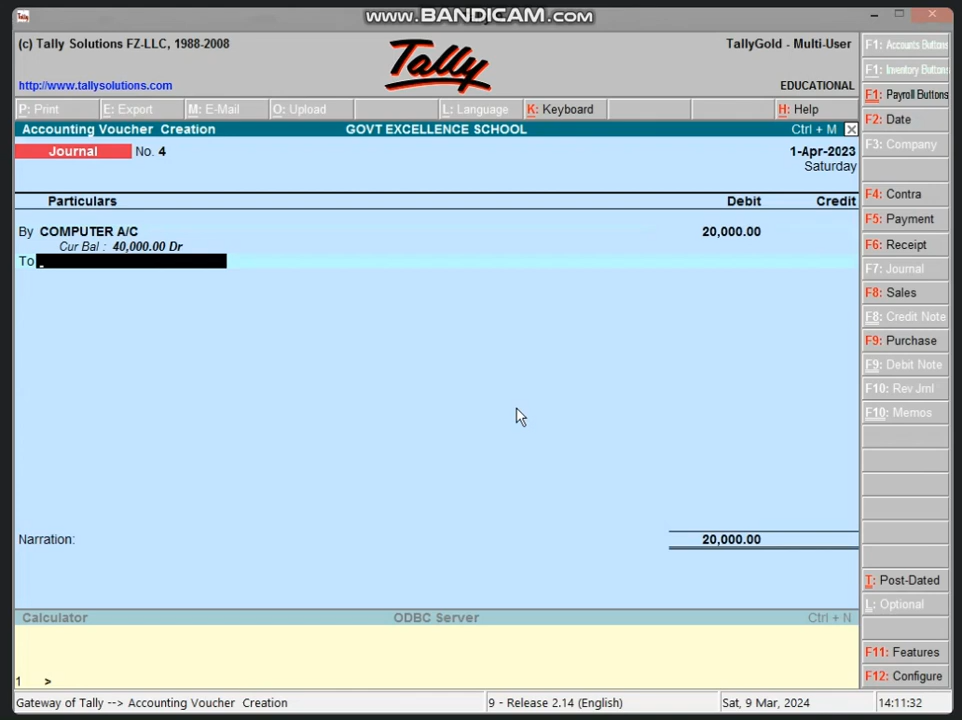 www.BANDICAM.com
(c) Tally Solutions FZ-LLC, 1988-2008
Tally
TallyGold - Multi-User
http://www.tallysolutions.com
EDUCATIONAL
P: Print
E: Export
M: E-Mail
O: Upload
L: Language
K: Keyboard
H: Help
Accounting Voucher Creation
GOVT EXCELLENCE SCHOOL
Ctrl + M
Journal No. 4
1-Apr-2023
Saturday
Particulars Debit Credit
By COMPUTER A/C 20,000.00
Cur Bal : 40,000.00 Dr
To
Narration: 20,000.00
Calculator ODBC Server Ctrl + N
1 >
Gateway of Tally --> Accounting Voucher Creation
9 - Release 2.14 (English)
Sat, 9 Mar, 2024
14:11:32
F1: Accounts Buttons
F1: Inventory Buttons
F1: Payroll Buttons
F2: Date
F3: Company
F4: Contra
F5: Payment
F6: Receipt
F7: Journal
F8: Sales
F8: Credit Note
F9: Purchase
F9: Debit Note
F10: Rev Jrnl
F10: Memos
T: Post-Dated
L: Optional
F11: Features
F12: Configure